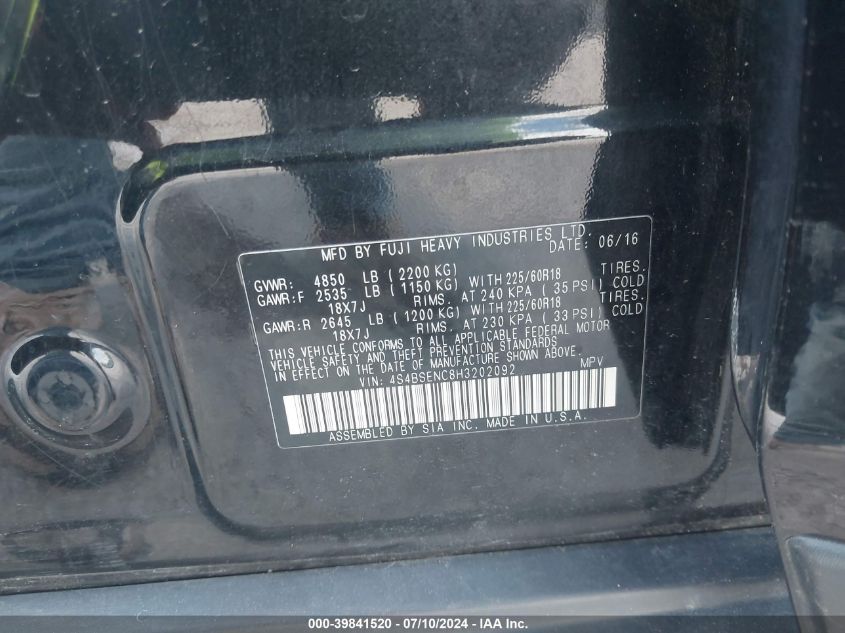 MFD BY FUJI HEAVY INDUSTRIES LTD.
DATE: 06/16
GVWR: 4850 LB (2200 KG)
GAWR:F 2535 LB (1150 KG) WITH 225/60R18 TIRES.
18X7J RIMS. AT 240 KPA (35 PSI) COLD
GAWR:R 2645 LB (1200 KG) WITH 225/60R18 TIRES.
18X7J RIMS. AT 230 KPA (33 PSI) COLD
THIS VEHICLE CONFORMS TO ALL APPLICABLE FEDERAL MOTOR
VEHICLE SAFETY AND THEFT PREVENTION STANDARDS
IN EFFECT ON THE DATE OF MANUFACTURE SHOWN ABOVE.
VIN: 4S4BSENC8H3202092 MPV
ASSEMBLED BY SIA INC. MADE IN U.S.A.
000-39841520 - 07/10/2024 - IAA Inc.